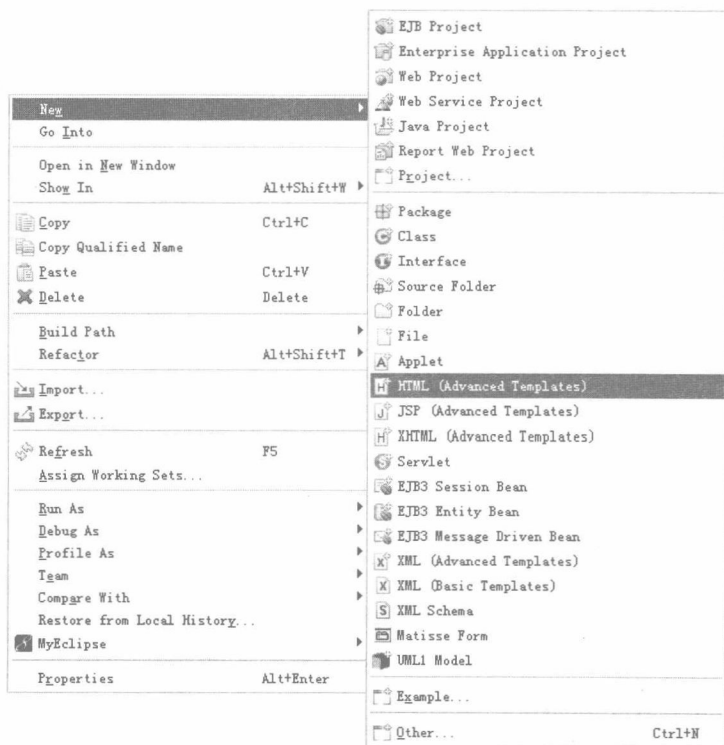 New
Go Into
Open in New Window
Show In Alt+Shift+W
Copy Ctrl+C
Copy Qualified Name
Paste Ctrl+V
Delete Delete
Build Path
Refactor Alt+Shift+T
Import...
Export...
Refresh F5
Assign Working Sets...
Run As
Debug As
Profile As
Team
Compare With
Restore from Local History...
MyEclipse
Properties Alt+Enter
EJB Project
Enterprise Application Project
Web Project
Web Service Project
Java Project
Report Web Project
Project...
Package
Class
Interface
Source Folder
Folder
File
Applet
HTML (Advanced Templates)
JSP (Advanced Templates)
XHTML (Advanced Templates)
Servlet
EJB3 Session Bean
EJB3 Entity Bean
EJB3 Message Driven Bean
XML (Advanced Templates)
XML (Basic Templates)
XML Schema
Matisse Form
UML1 Model
Example...
Other... Ctrl+N